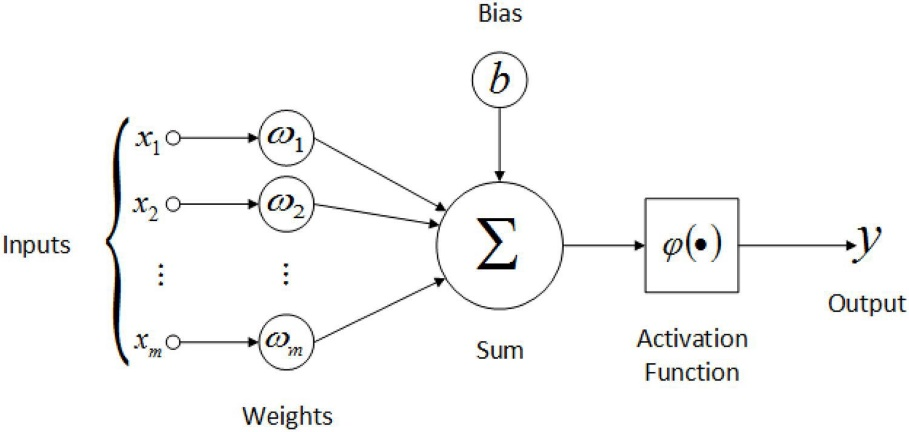 Bias
b
x₁ ω₁
x₂ ω₂
Inputs
⋮ ⋮
Σ
φ(•)
y
Output
xₘ ωₘ
Sum
Activation
Function
Weights